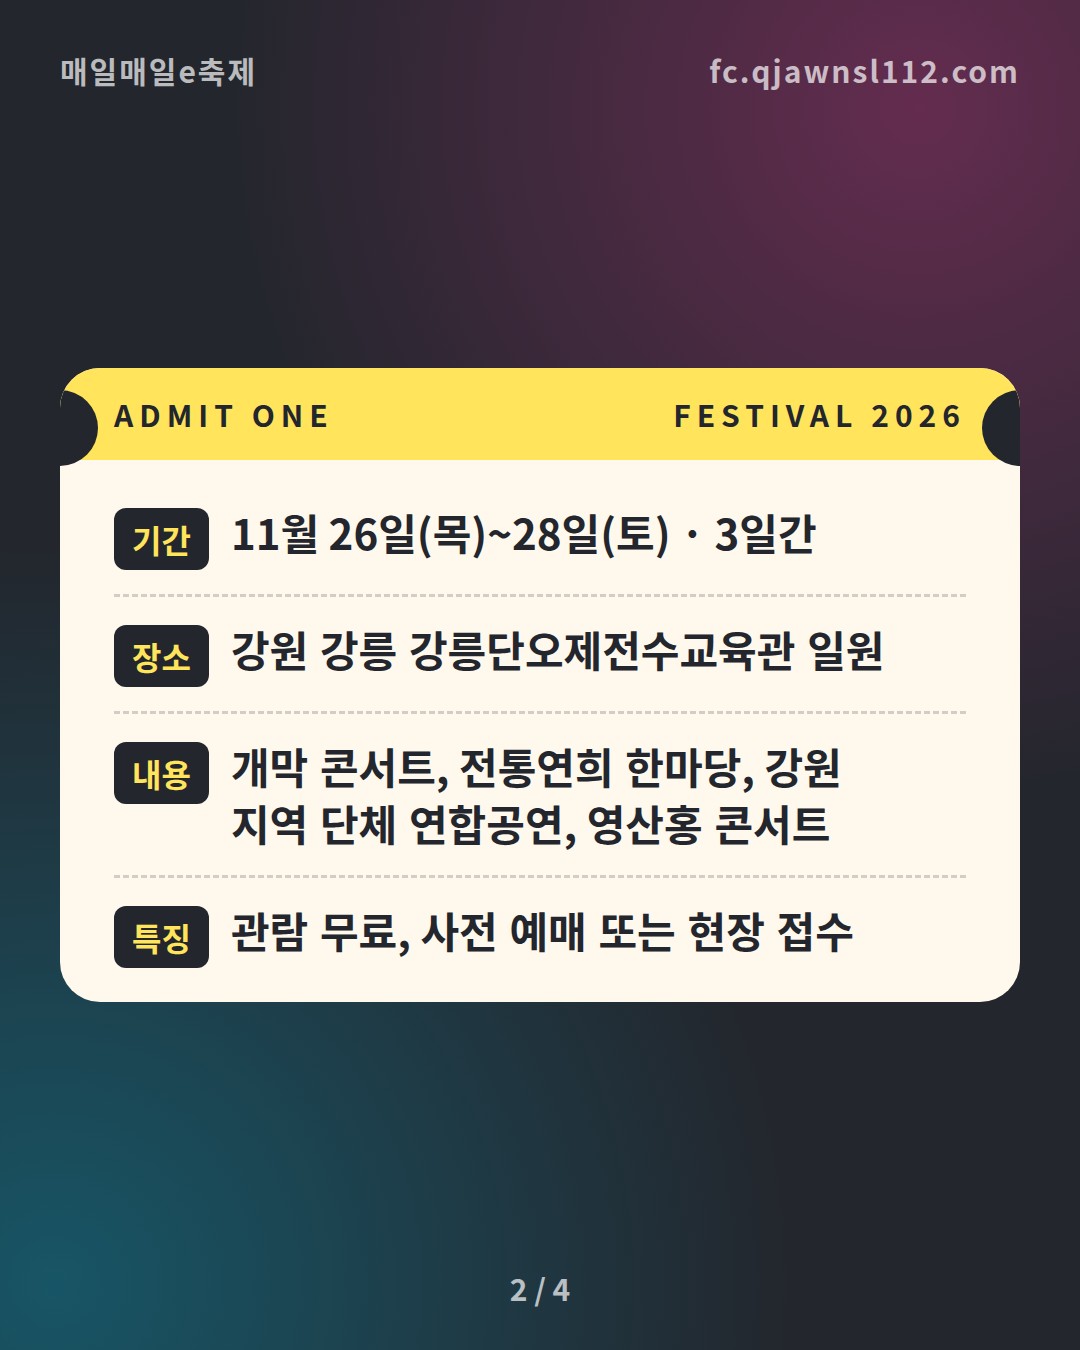 매일매일e축제
fc.qjawnsl112.com
ADMIT ONE
FESTIVAL 2026
기간
11월 26일(목)~28일(토) · 3일간
장소
강원 강릉 강릉단오제전수교육관 일원
내용
개막 콘서트, 전통연희 한마당, 강원
지역 단체 연합공연, 영산홍 콘서트
특징
관람 무료, 사전 예매 또는 현장 접수
2 / 4